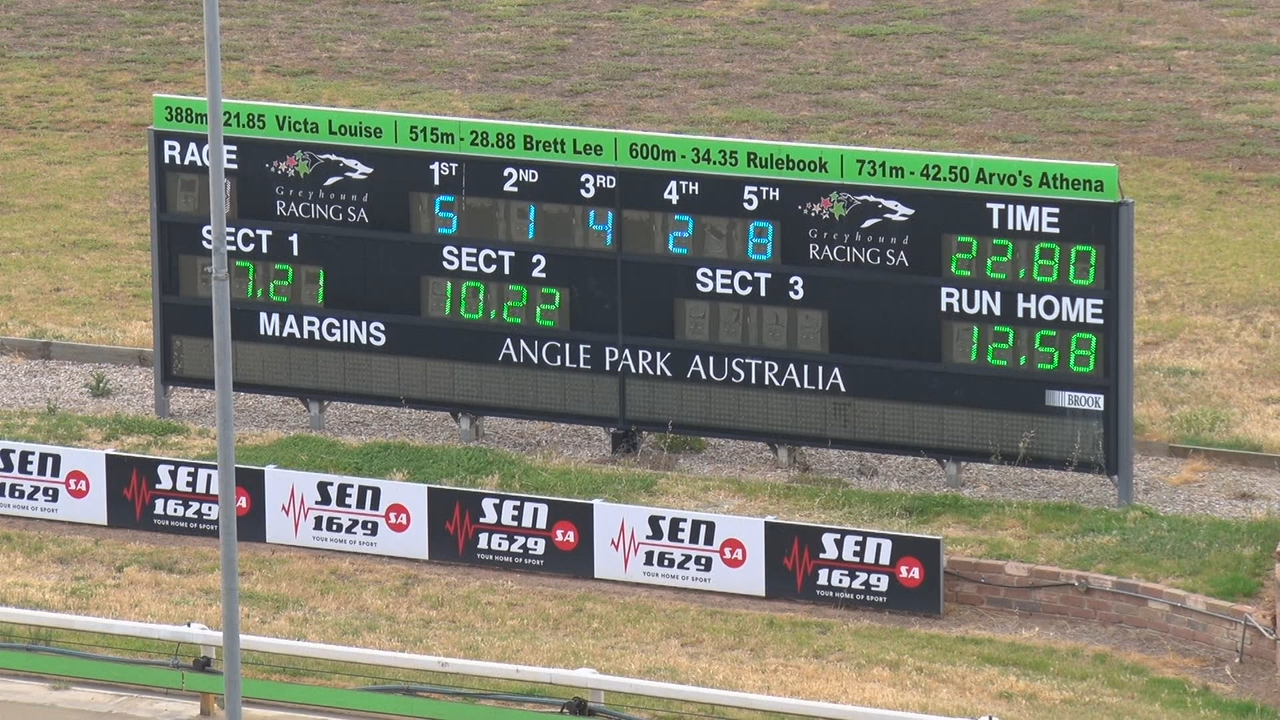 388m 21.85 Victa Louise | 515m - 28.88 Brett Lee | 600m - 34.35 Rulebook | 731m - 42.50 Arvo's Athena
RACE
Greyhound
RACING SA
1ST 2ND 3RD 4TH 5TH
5 1 4 2 8
Greyhound
RACING SA
TIME
22.80
SECT 1
7.21
SECT 2
10.22
SECT 3
RUN HOME
12.58
MARGINS
ANGLE PARK AUSTRALIA
BROOK
SEN
1629 SA
YOUR HOME OF SPORT
SEN
1629 SA
YOUR HOME OF SPORT
SEN
1629 SA
YOUR HOME OF SPORT
SEN
1629 SA
YOUR HOME OF SPORT
SEN
1629 SA
YOUR HOME OF SPORT
SEN
1629 SA
YOUR HOME OF SPORT